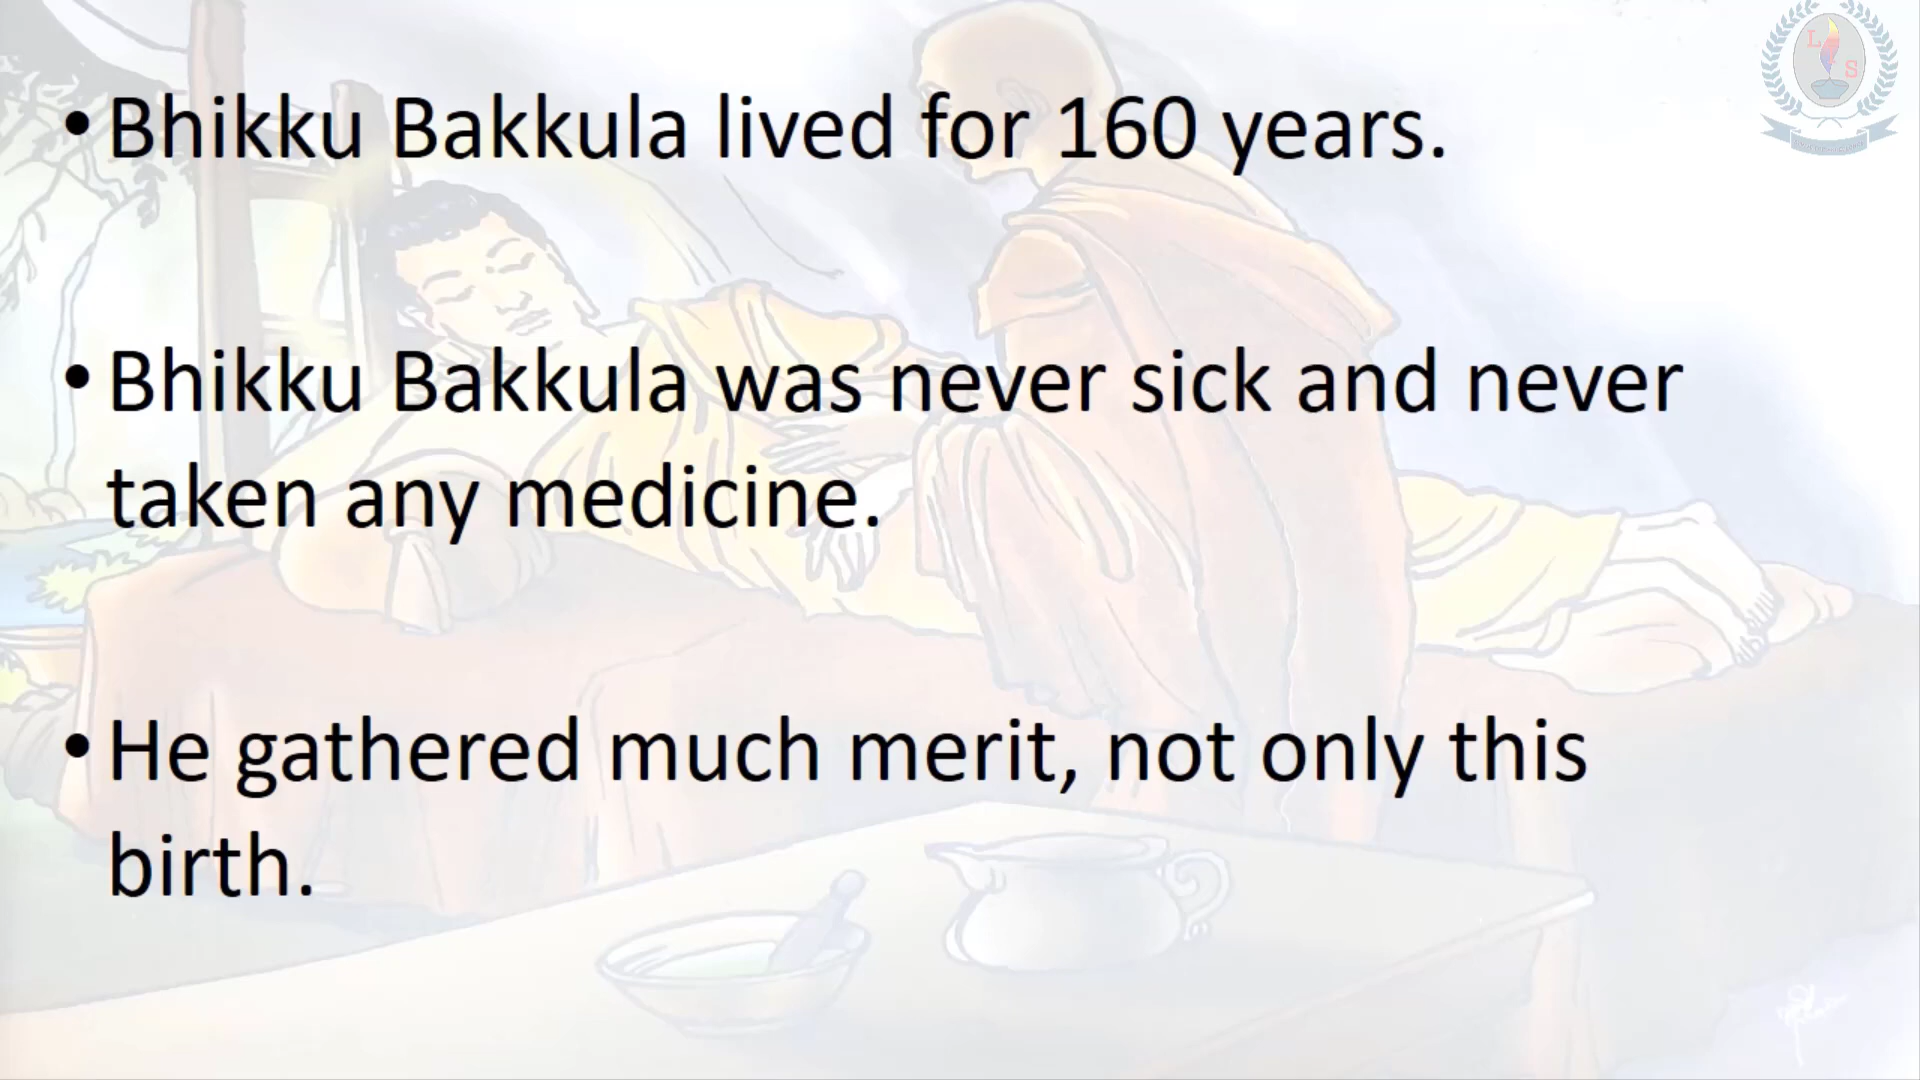 • Bhikku Bakkula lived for 160 years.
• Bhikku Bakkula was never sick and never
taken any medicine.
• He gathered much merit, not only this
birth.
L
S